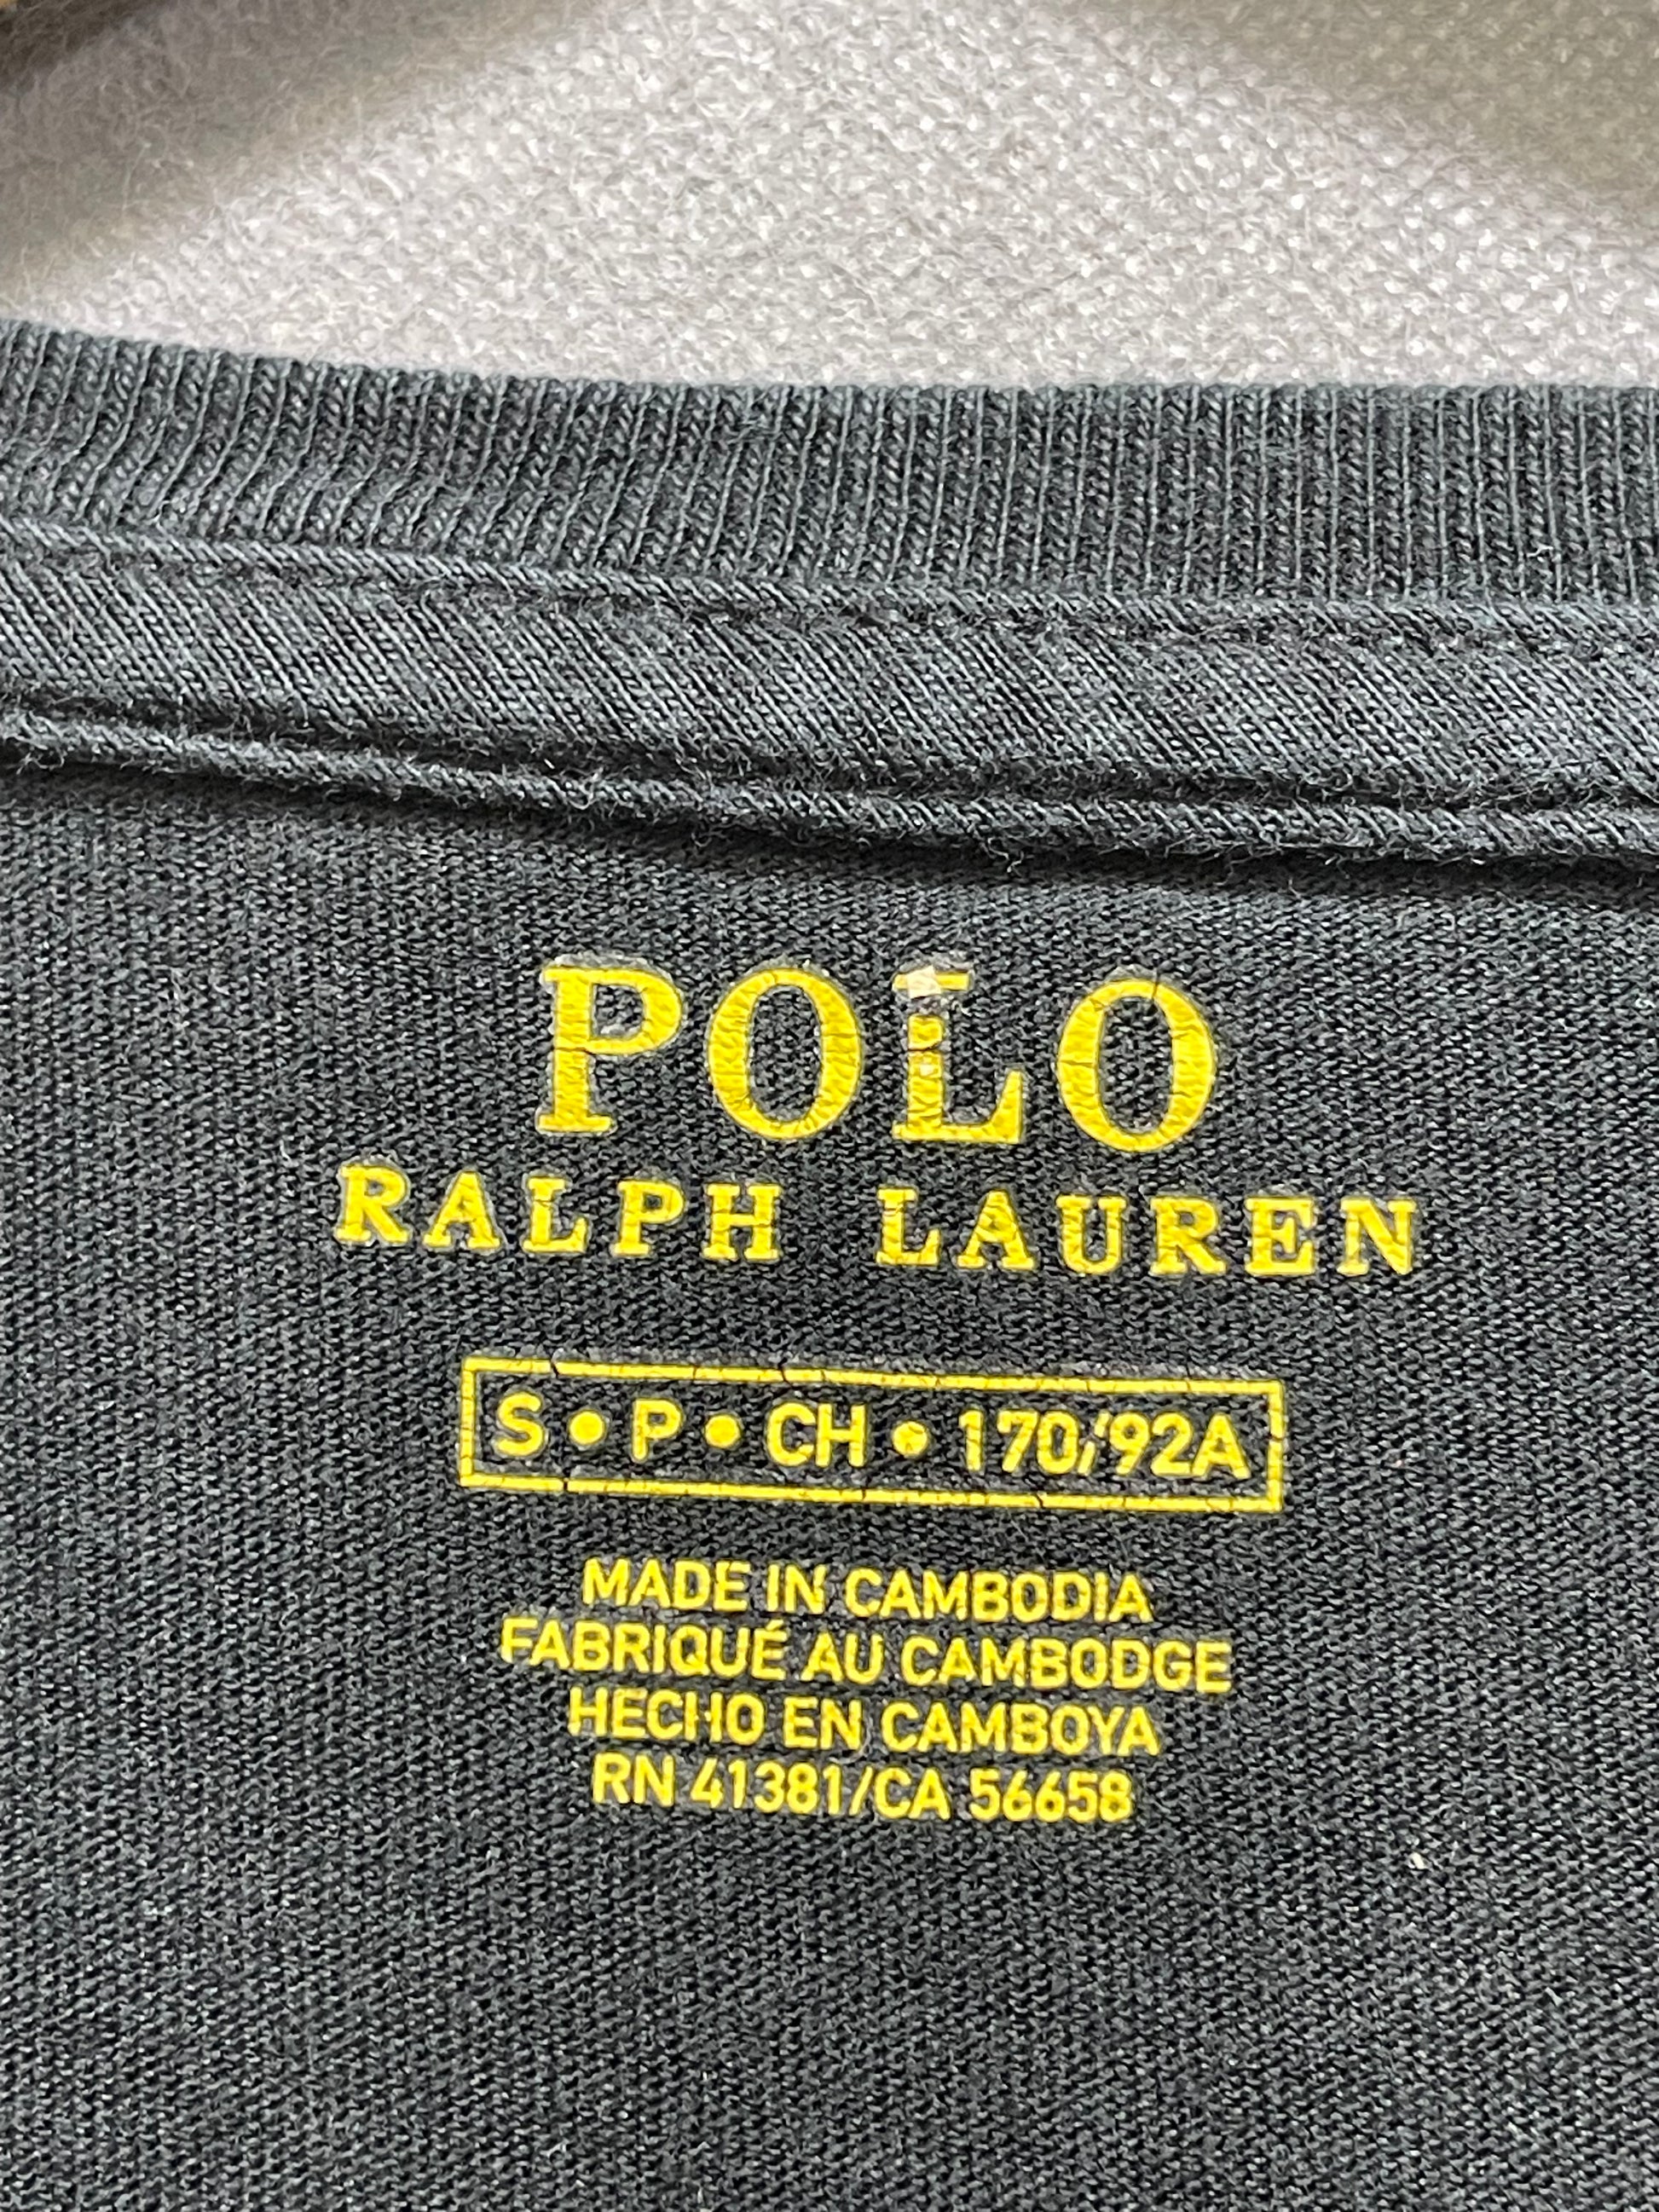 POLO
RALPH LAUREN
S • P • CH • 170/92A
MADE IN CAMBODIA
FABRIQUÉ AU CAMBODGE
HECHO EN CAMBOYA
RN 41381/CA 56658